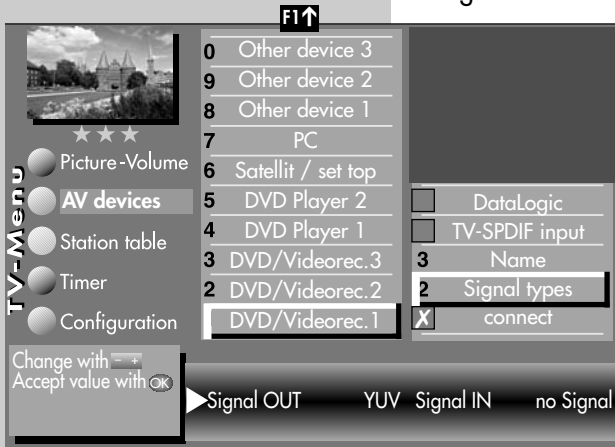 F1↑
TV-Menu
Picture-Volume
AV devices
Station table
Timer
Configuration
0 Other device 3
9 Other device 2
8 Other device 1
7 PC
6 Satellit / set top
5 DVD Player 2
4 DVD Player 1
3 DVD/Videorec.3
2 DVD/Videorec.2
DVD/Videorec.1
DataLogic
TV-SPDIF input
3 Name
2 Signal types
X connect
Change with - +
Accept value with OK
Signal OUT YUV Signal IN no Signal